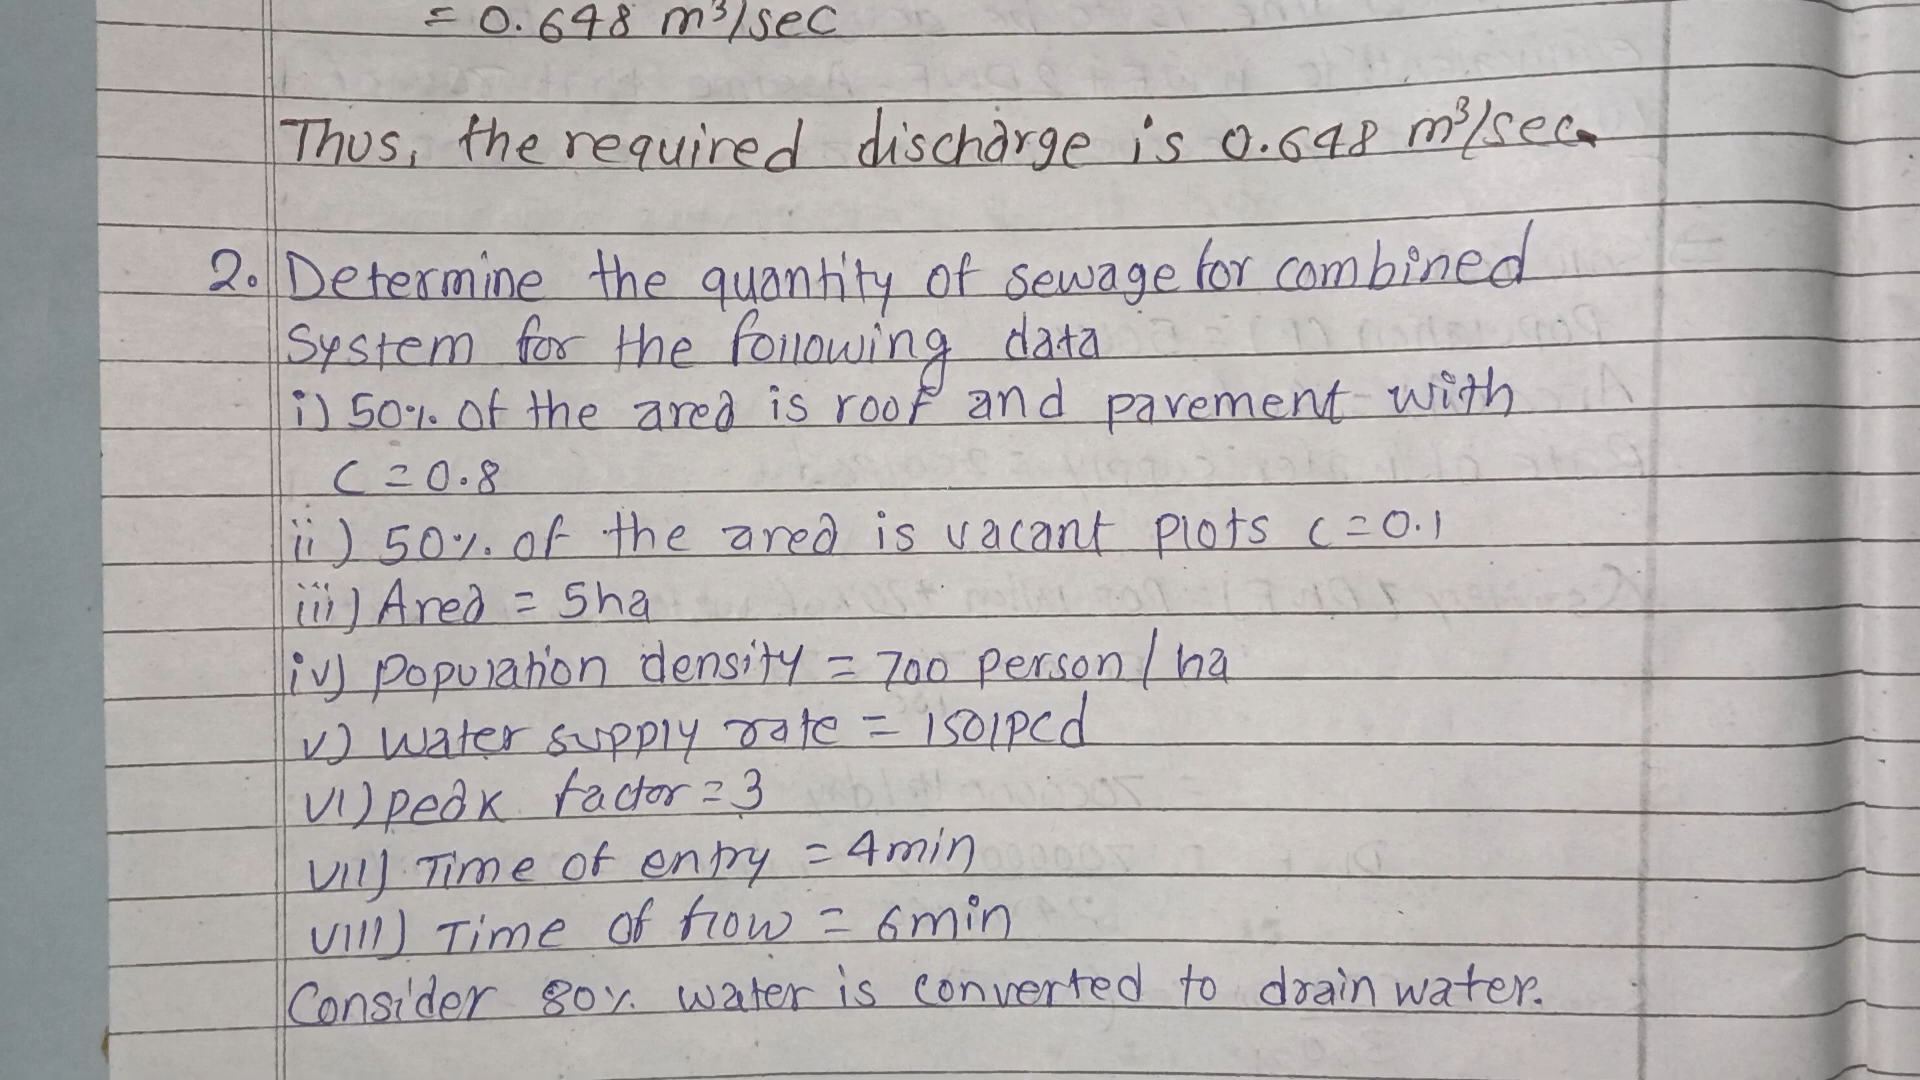 = 0.648 m³/sec
Thus, the required discharge is 0.648 m³/sec
2. Determine the quantity of sewage for combined
System for the following data
i) 50% of the area is roof and pavement with
C = 0.8
ii) 50% of the area is vacant plots C = 0.1
iii) Area = 5ha
iv) population density = 700 person / ha
v) Water supply rate = 150lpcd
VI) peak factor = 3
VII) Time of entry = 4min
VIII) Time of flow = 6min
Consider 80% water is converted to drain water.